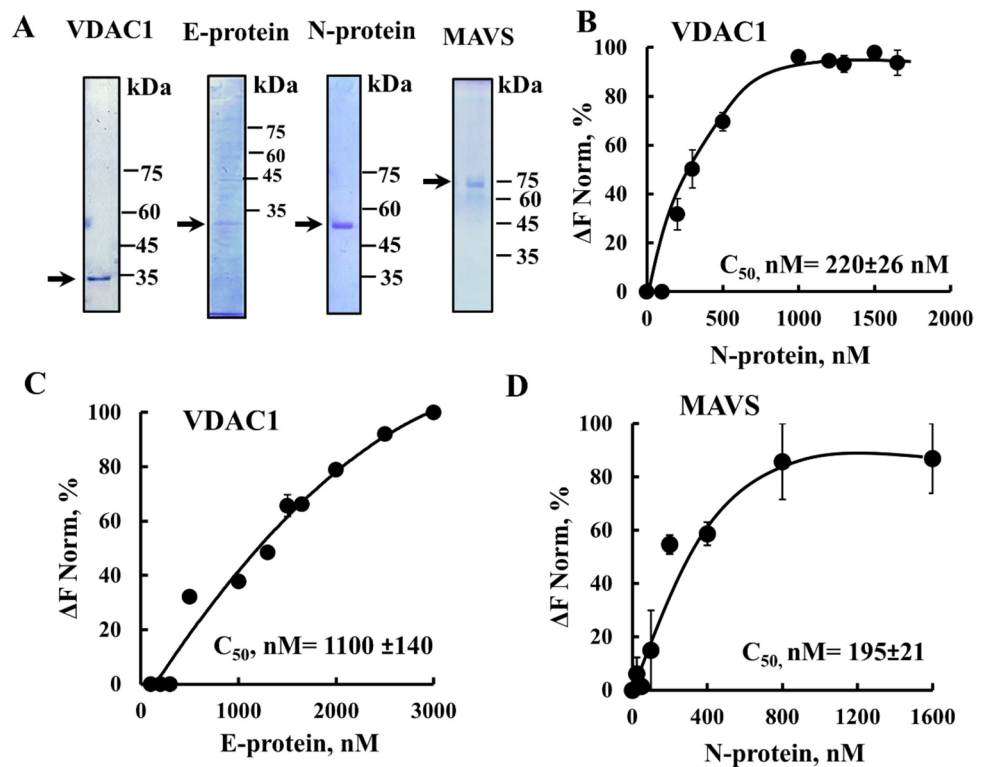 A
VDAC1
E-protein
N-protein
MAVS
kDa
kDa
kDa
kDa
75
60
45
35
75
60
45
35
75
60
45
35
75
60
45
35
B
VDAC1
100
80
60
40
20
0
ΔF Norm, %
C50, nM= 220±26 nM
0
500
1000
1500
2000
N-protein, nM
C
VDAC1
100
80
60
40
20
0
ΔF Norm, %
C50, nM= 1100 ±140
0
1000
2000
3000
E-protein, nM
D
MAVS
100
80
60
40
20
0
ΔF Norm, %
C50, nM= 195±21
0
400
800
1200
1600
N-protein, nM